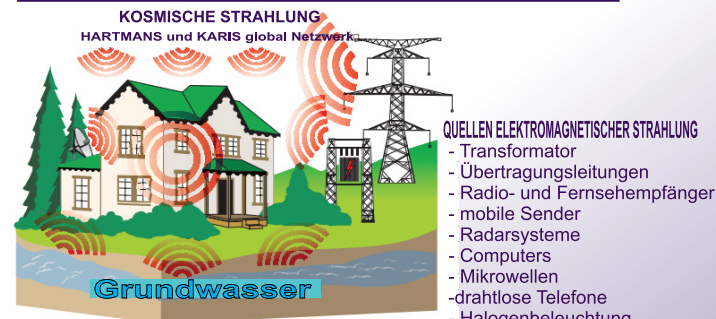 KOSMISCHE STRAHLUNG
HARTMANS und KARIS global Netzwerk
Grundwasser
QUELLEN ELEKTROMAGNETISCHER STRAHLUNG
- Transformator
- Übertragungsleitungen
- Radio- und Fernsehempfänger
- mobile Sender
- Radarsysteme
- Computers
- Mikrowellen
-drahtlose Telefone
- Halogenbeleuchtung